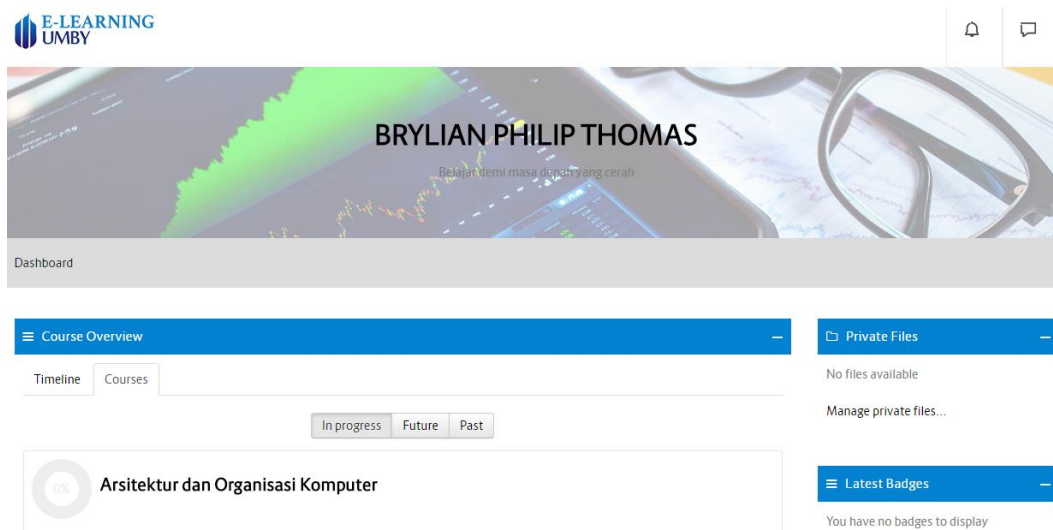 E-LEARNING
UMBY
BRYLIAN PHILIP THOMAS
Belajar demi masa depan yang cerah
Dashboard
Course Overview
Timeline Courses
In progress Future Past
0%
Arsitektur dan Organisasi Komputer
Private Files
No files available
Manage private files...
Latest Badges
You have no badges to display